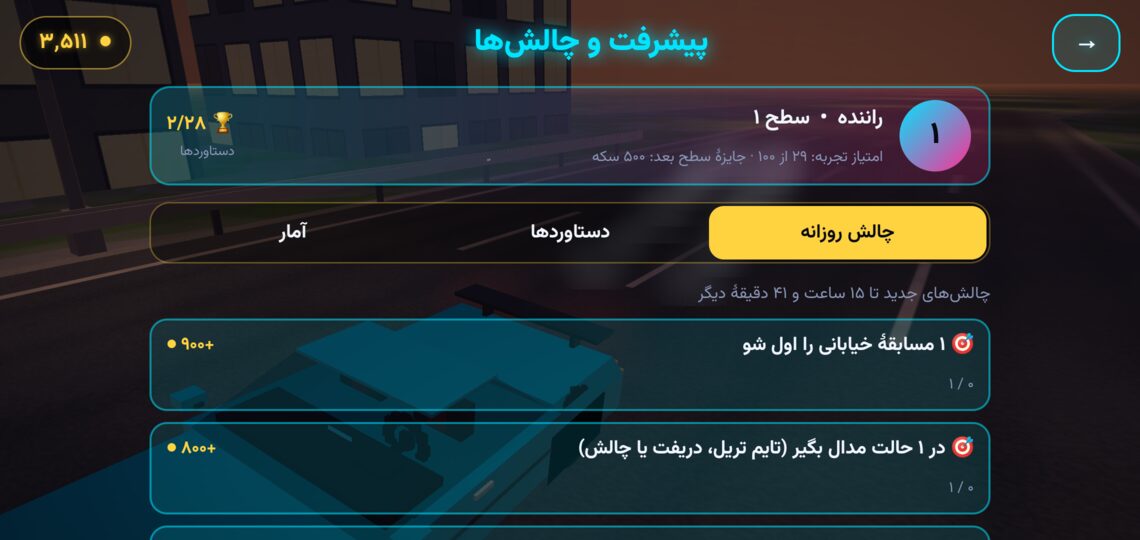 پیشرفت و چالش‌ها
۳,۵۱۱
→
۱
راننده • سطح ۱
امتیاز تجربه: ۲۹ از ۱۰۰ · جایزهٔ سطح بعد: ۵۰۰ سکه
۲/۲۸
دستاوردها
چالش روزانه
دستاوردها
آمار
چالش‌های جدید تا ۱۵ ساعت و ۴۱ دقیقهٔ دیگر
۱ مسابقهٔ خیابانی را اول شو
+۹۰۰
۰ / ۱
در ۱ حالت مدال بگیر (تایم تریل، دریفت یا چالش)
+۸۰۰
۰ / ۱